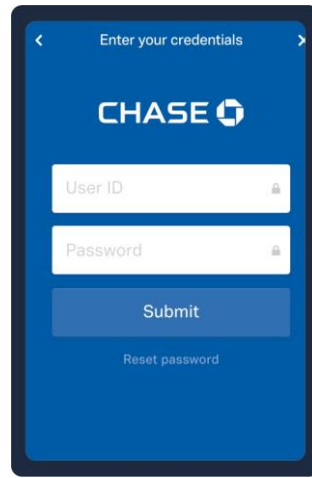 Enter your credentials
CHASE
User ID
Password
Submit
Reset password